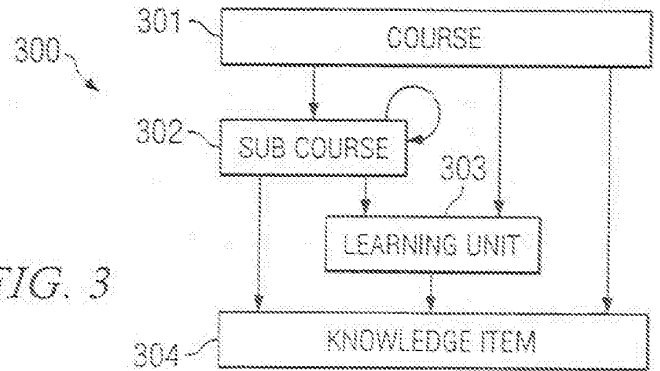 301
COURSE
300
302
SUB COURSE
303
LEARNING UNIT
FIG. 3
304
KNOWLEDGE ITEM